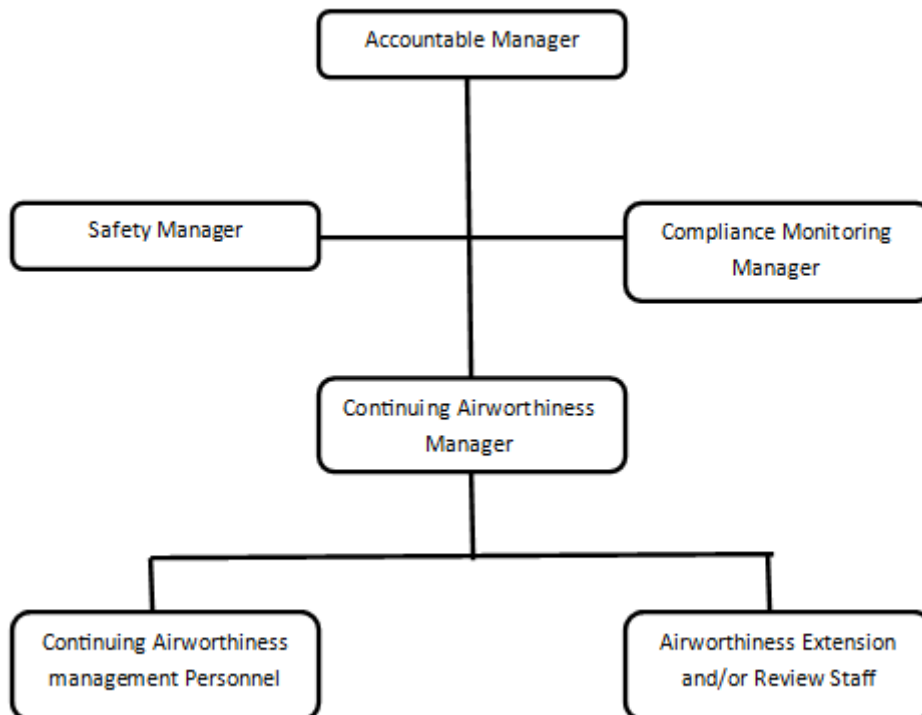 Accountable Manager
Safety Manager
Compliance Monitoring
Manager
Continuing Airworthiness
Manager
Continuing Airworthiness
management Personnel
Airworthiness Extension
and/or Review Staff